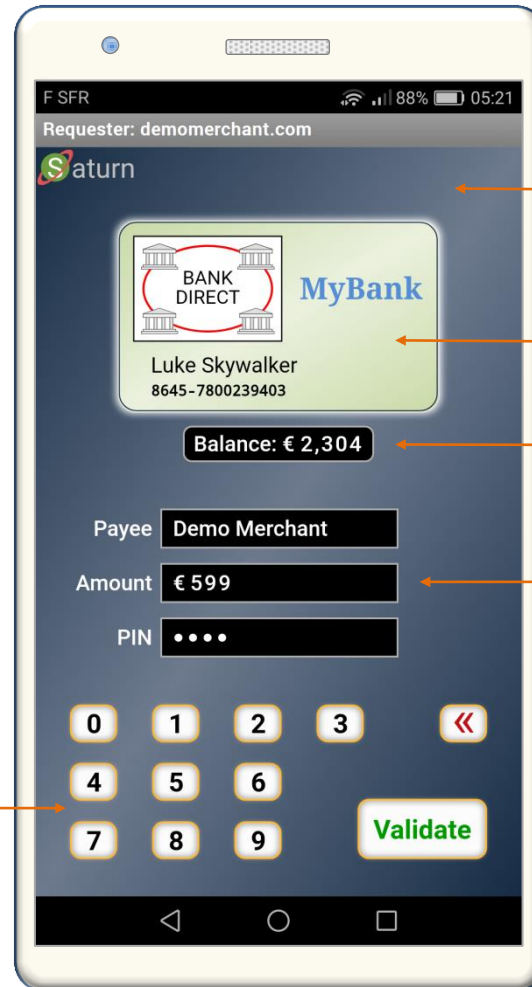 F SFR 88% 05:21
Requester: demomerchant.com
Saturn
BANK
DIRECT
MyBank
Luke Skywalker
8645-7800239403
Balance: € 2,304
Payee Demo Merchant
Amount € 599
PIN ••••
0 1 2 3 «
4 5 6
7 8 9 Validate